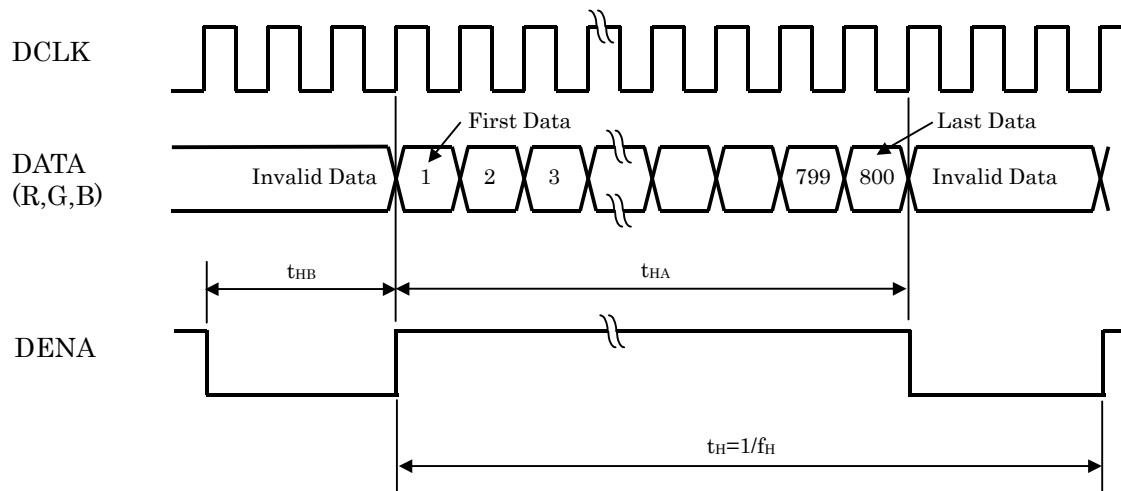 DCLK
First Data
Last Data
DATA
(R,G,B)
Invalid Data
1
2
3
799
800
Invalid Data
tHB
tHA
DENA
tH=1/fH